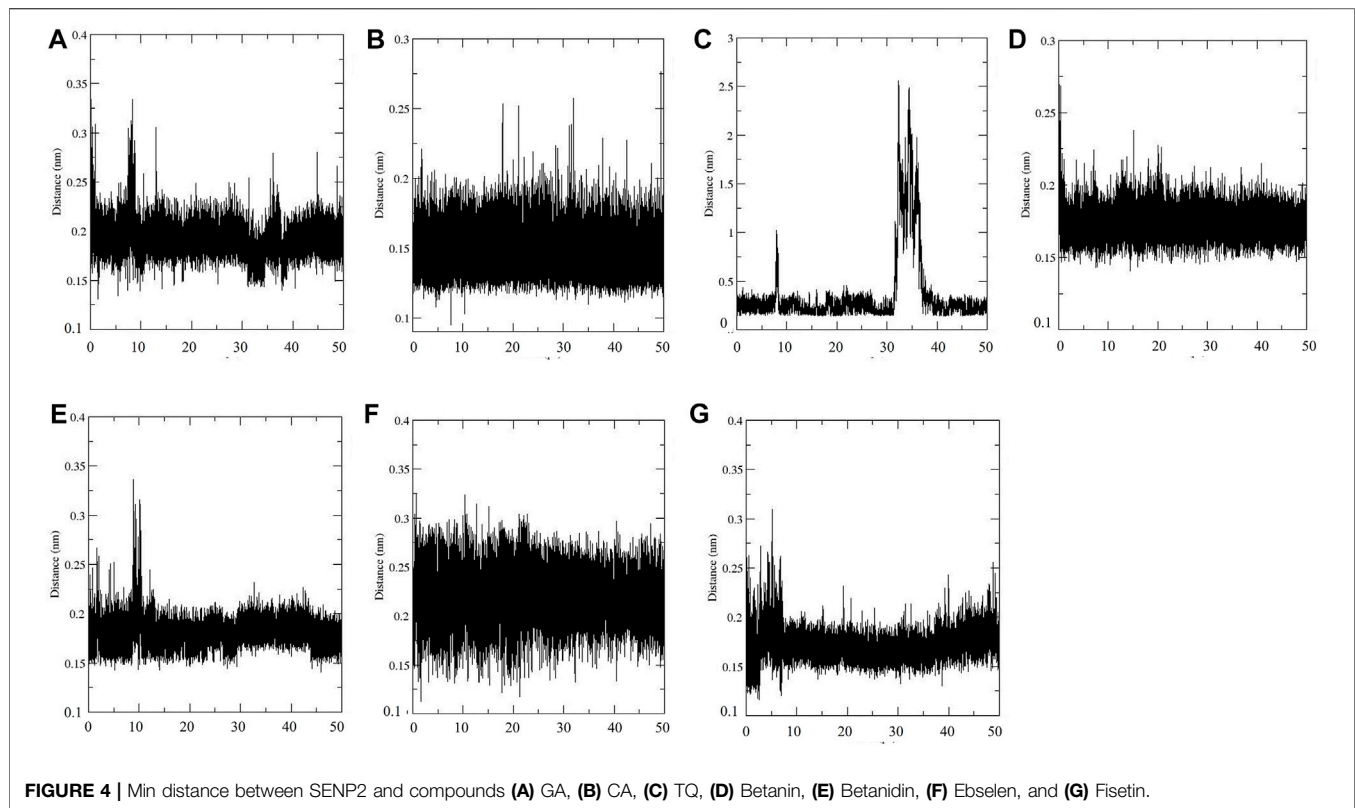 A
0.4
0.35
0.3
0.25
0.2
0.15
0.1
Distance (nm)
0 10 20 30 40 50
B
0.3
0.25
0.2
0.15
0.1
Distance (nm)
0 10 20 30 40 50
C
3
2.5
2
1.5
1
0.5
0
Distance (nm)
0 10 20 30 40 50
D
0.3
0.25
0.2
0.15
0.1
Distance (nm)
0 10 20 30 40 50
E
0.4
0.35
0.3
0.25
0.2
0.15
0.1
Distance (nm)
0 10 20 30 40 50
F
0.4
0.35
0.3
0.25
0.2
0.15
0.1
Distance (nm)
0 10 20 30 40 50
G
0.4
0.35
0.3
0.25
0.2
0.15
0.1
Distance (nm)
0 10 20 30 40 50
FIGURE 4 | Min distance between SENP2 and compounds (A) GA, (B) CA, (C) TQ, (D) Betanin, (E) Betanidin, (F) Ebselen, and (G) Fisetin.